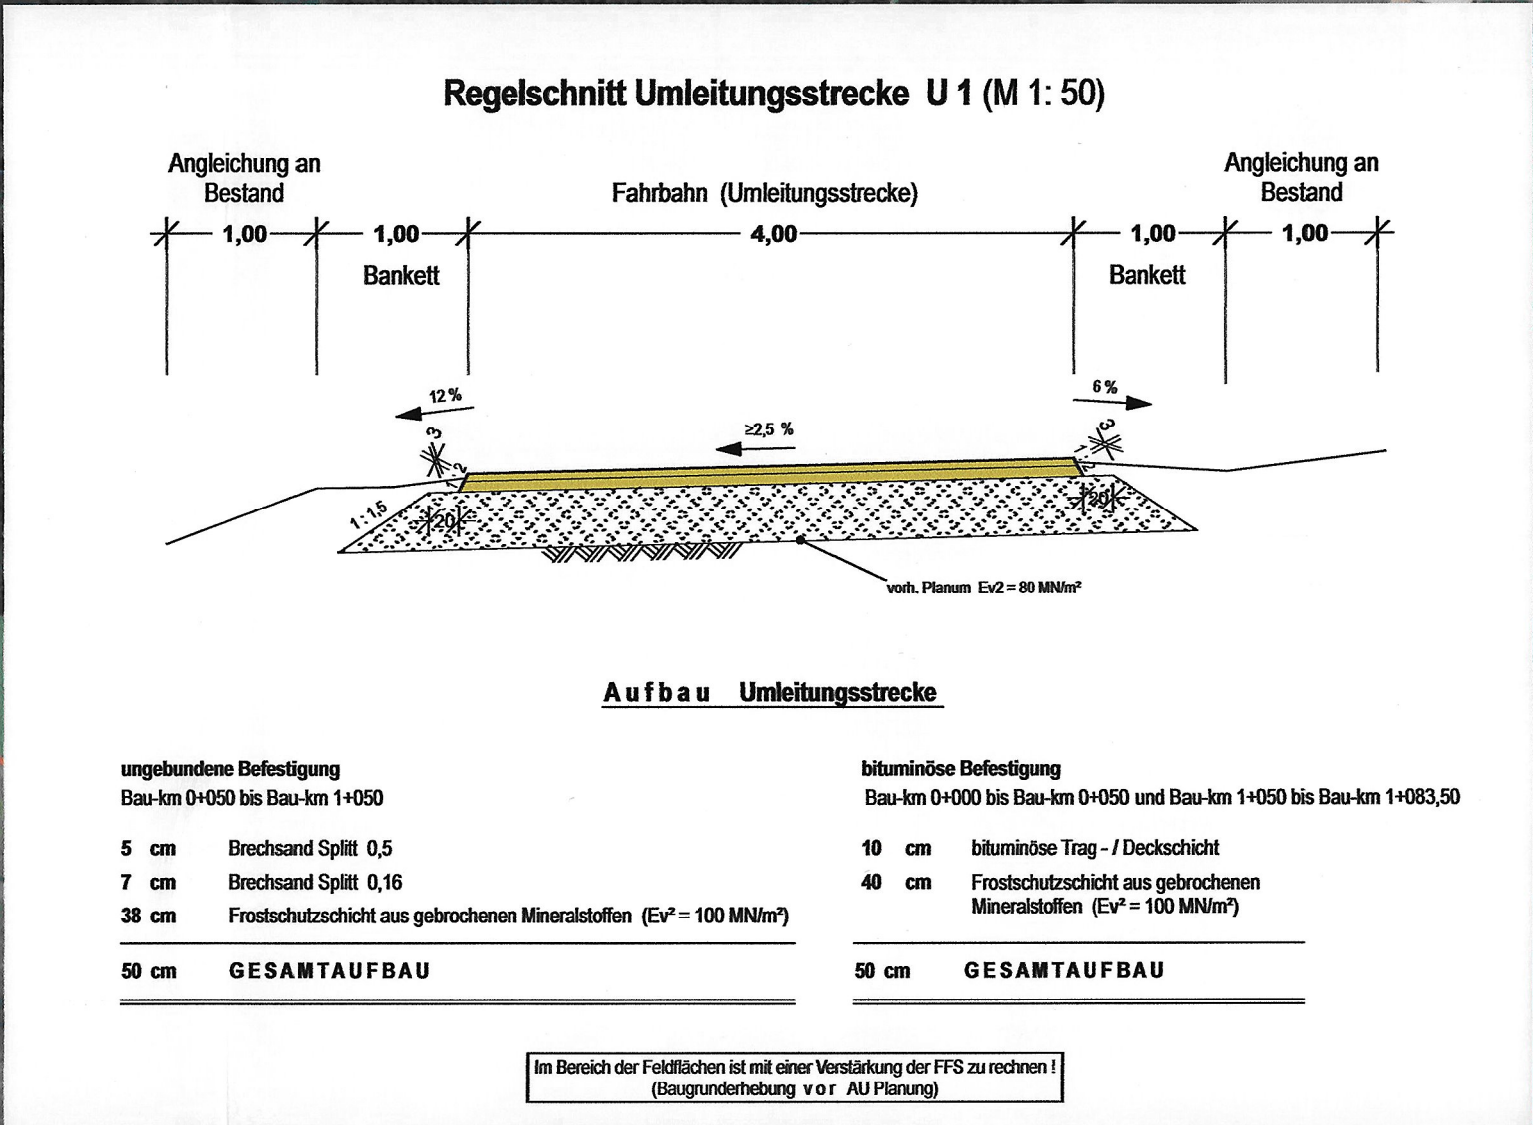 Regelschnitt Umleitungsstrecke U 1 (M 1: 50)
Angleichung an
Bestand
Fahrbahn (Umleitungsstrecke)
Angleichung an
Bestand
1,00 1,00 4,00 1,00 1,00
Bankett Bankett
12 % 6 %
≥2,5 %
3 3
1:2 1:2
1 : 1,5 20 20
vorh. Planum Ev2 = 80 MN/m²
Aufbau Umleitungsstrecke
ungebundene Befestigung
Bau-km 0+050 bis Bau-km 1+050
5 cm Brechsand Splitt 0,5
7 cm Brechsand Splitt 0,16
38 cm Frostschutzschicht aus gebrochenen Mineralstoffen (Ev² = 100 MN/m²)
50 cm GESAMTAUFBAU
bituminöse Befestigung
Bau-km 0+000 bis Bau-km 0+050 und Bau-km 1+050 bis Bau-km 1+083,50
10 cm bituminöse Trag - / Deckschicht
40 cm Frostschutzschicht aus gebrochenen
Mineralstoffen (Ev² = 100 MN/m²)
50 cm GESAMTAUFBAU
Im Bereich der Feldflächen ist mit einer Verstärkung der FFS zu rechnen !
(Baugrunderhebung vor AU Planung)